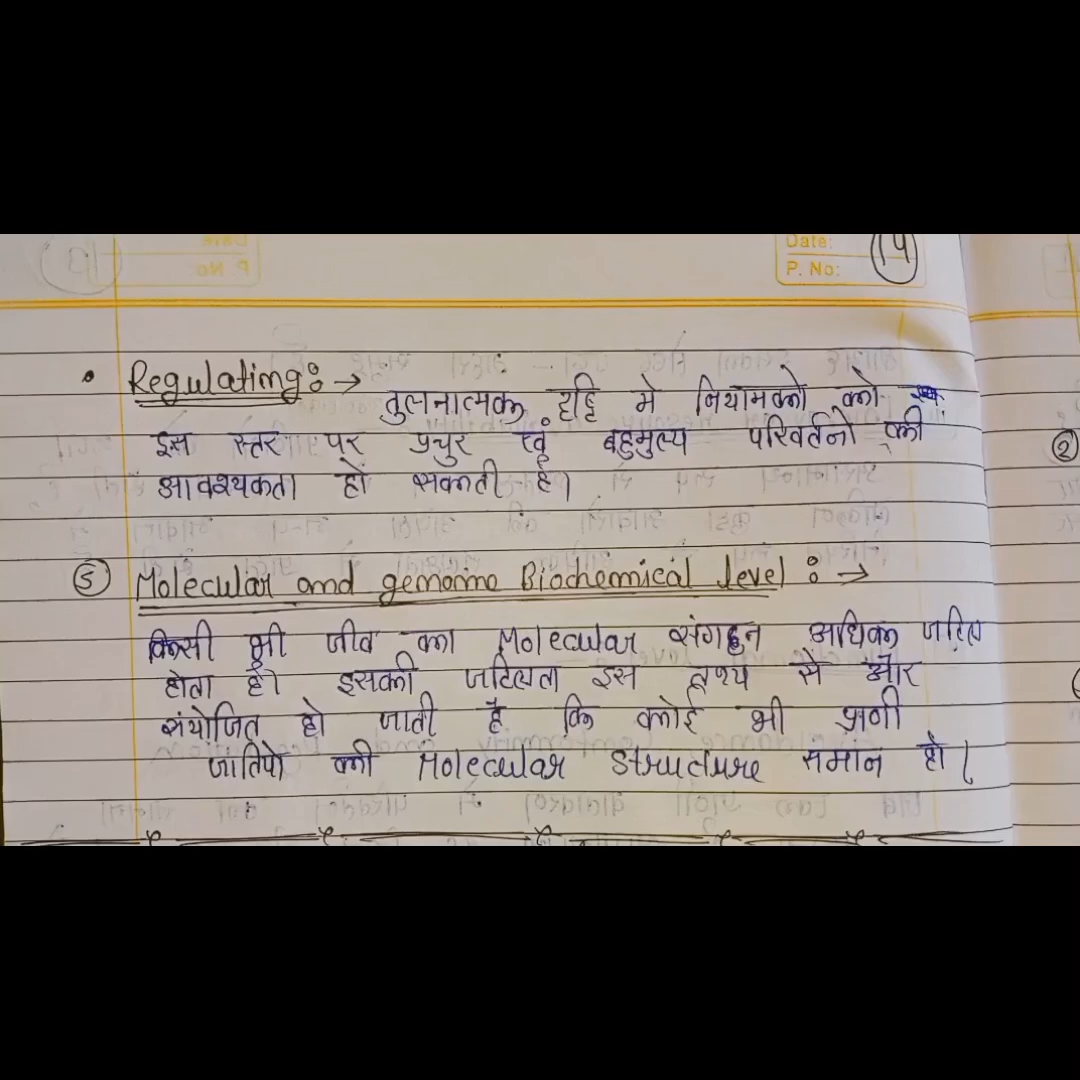 Date:
P. No:
14
• Regulating:→ तुलनात्मक दृष्टि मे नियामको को
इस स्तर पर प्रचुर एवं बहुमुल्य परिवर्तनो की
आवश्यकता हो सकती है।
②
⑤ Molecular and genome Biochemical level :→
किसी भी जीव का Molecular संगठन अधिक जटिल
होता है। इसकी जटिलता इस तथ्य से और
संयोजित हो जाती है कि कोई भी प्राणी
जातियो की Molecular structure समान हो।